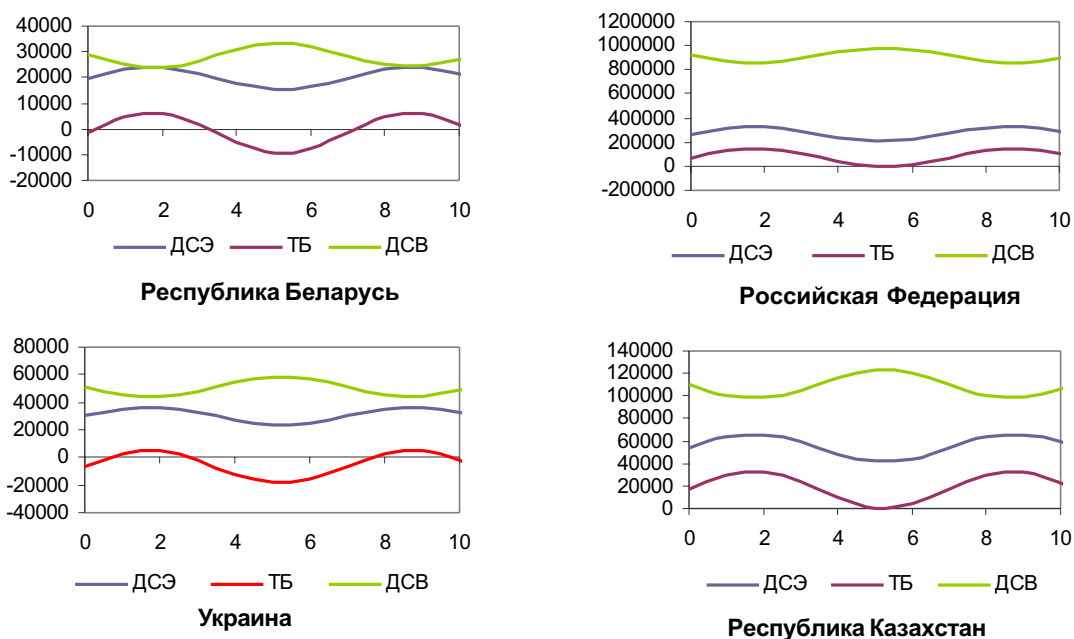 40000
30000
20000
10000
0
-10000
-20000
0 2 4 6 8 10
ДСЭ ТБ ДСВ
Республика Беларусь
1200000
1000000
800000
600000
400000
200000
0
-200000
0 2 4 6 8 10
ДСЭ ТБ ДСВ
Российская Федерация
80000
60000
40000
20000
0
-20000
-40000
0 2 4 6 8 10
ДСЭ ТБ ДСВ
Украина
140000
120000
100000
80000
60000
40000
20000
0
0 2 4 6 8 10
ДСЭ ТБ ДСВ
Республика Казахстан